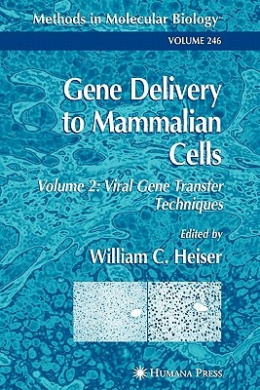 Methods in Molecular Biology™
VOLUME 246
Gene Delivery
to Mammalian
Cells
Volume 2: Viral Gene Transfer
Techniques
Edited by
William C. Heiser
HUMANA PRESS